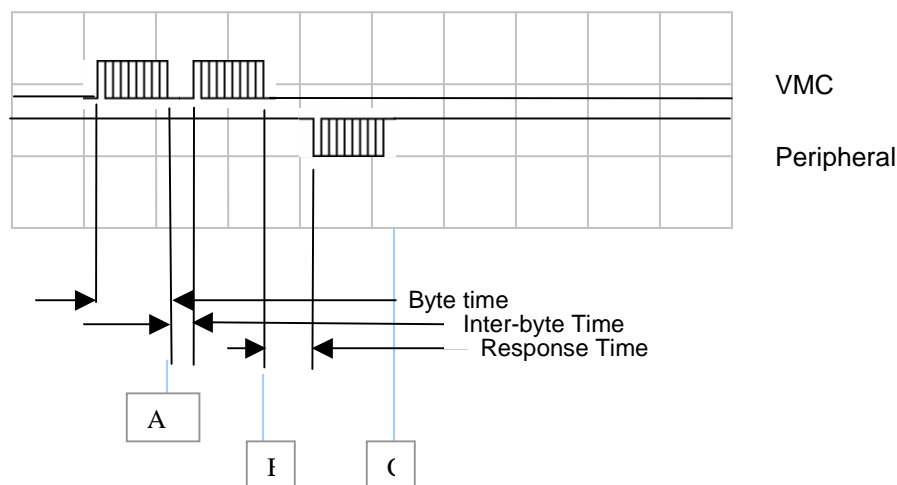 VMC
Peripheral
Byte time
Inter-byte Time
Response Time
A